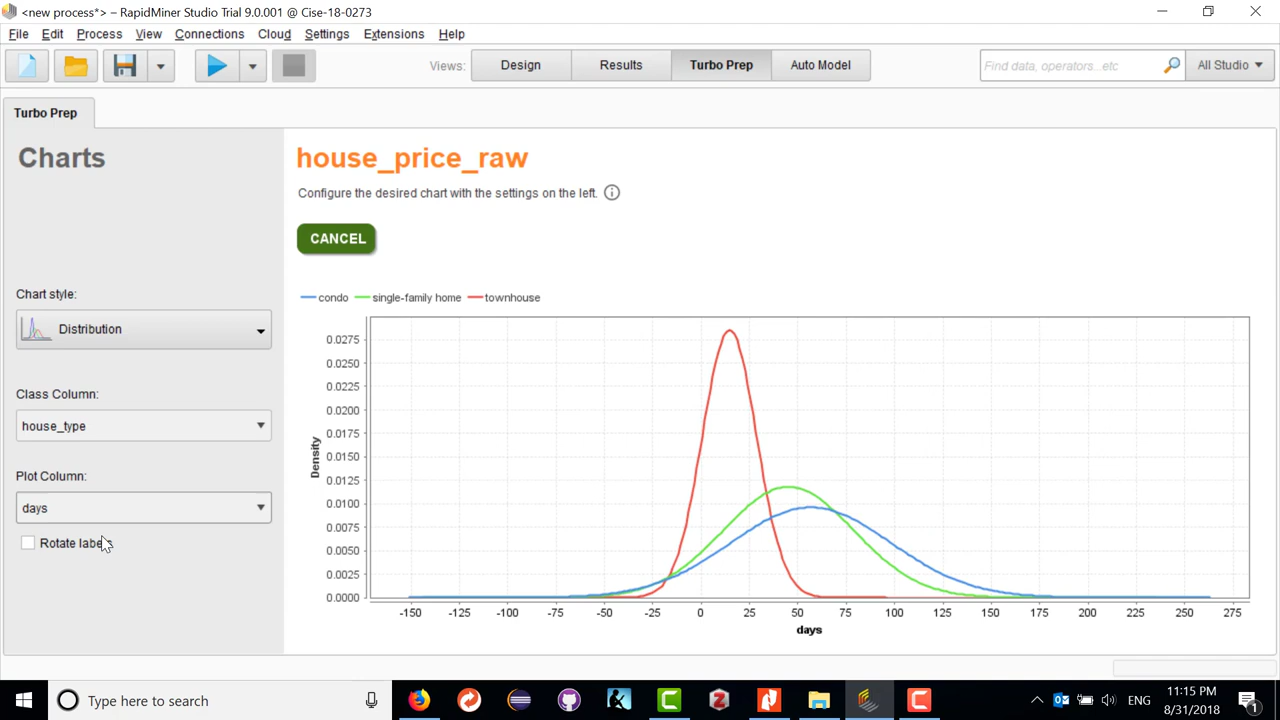 <new process*> – RapidMiner Studio Trial 9.0.001 @ Cise-18-0273
File Edit Process View Connections Cloud Settings Extensions Help
Views: Design Results Turbo Prep Auto Model Find data, operators...etc All Studio
Turbo Prep
Charts
house_price_raw
Configure the desired chart with the settings on the left.
CANCEL
Chart style:
Distribution
Class Column:
house_type
Plot Column:
days
Rotate labels
condo single-family home townhouse
0.0275
0.0250
0.0225
0.0200
0.0175
0.0150
0.0125
0.0100
0.0075
0.0050
0.0025
0.0000
Density
-150 -125 -100 -75 -50 -25 0 25 50 75 100 125 150 175 200 225 250 275
days
Type here to search
ENG
11:15 PM
8/31/2018
1